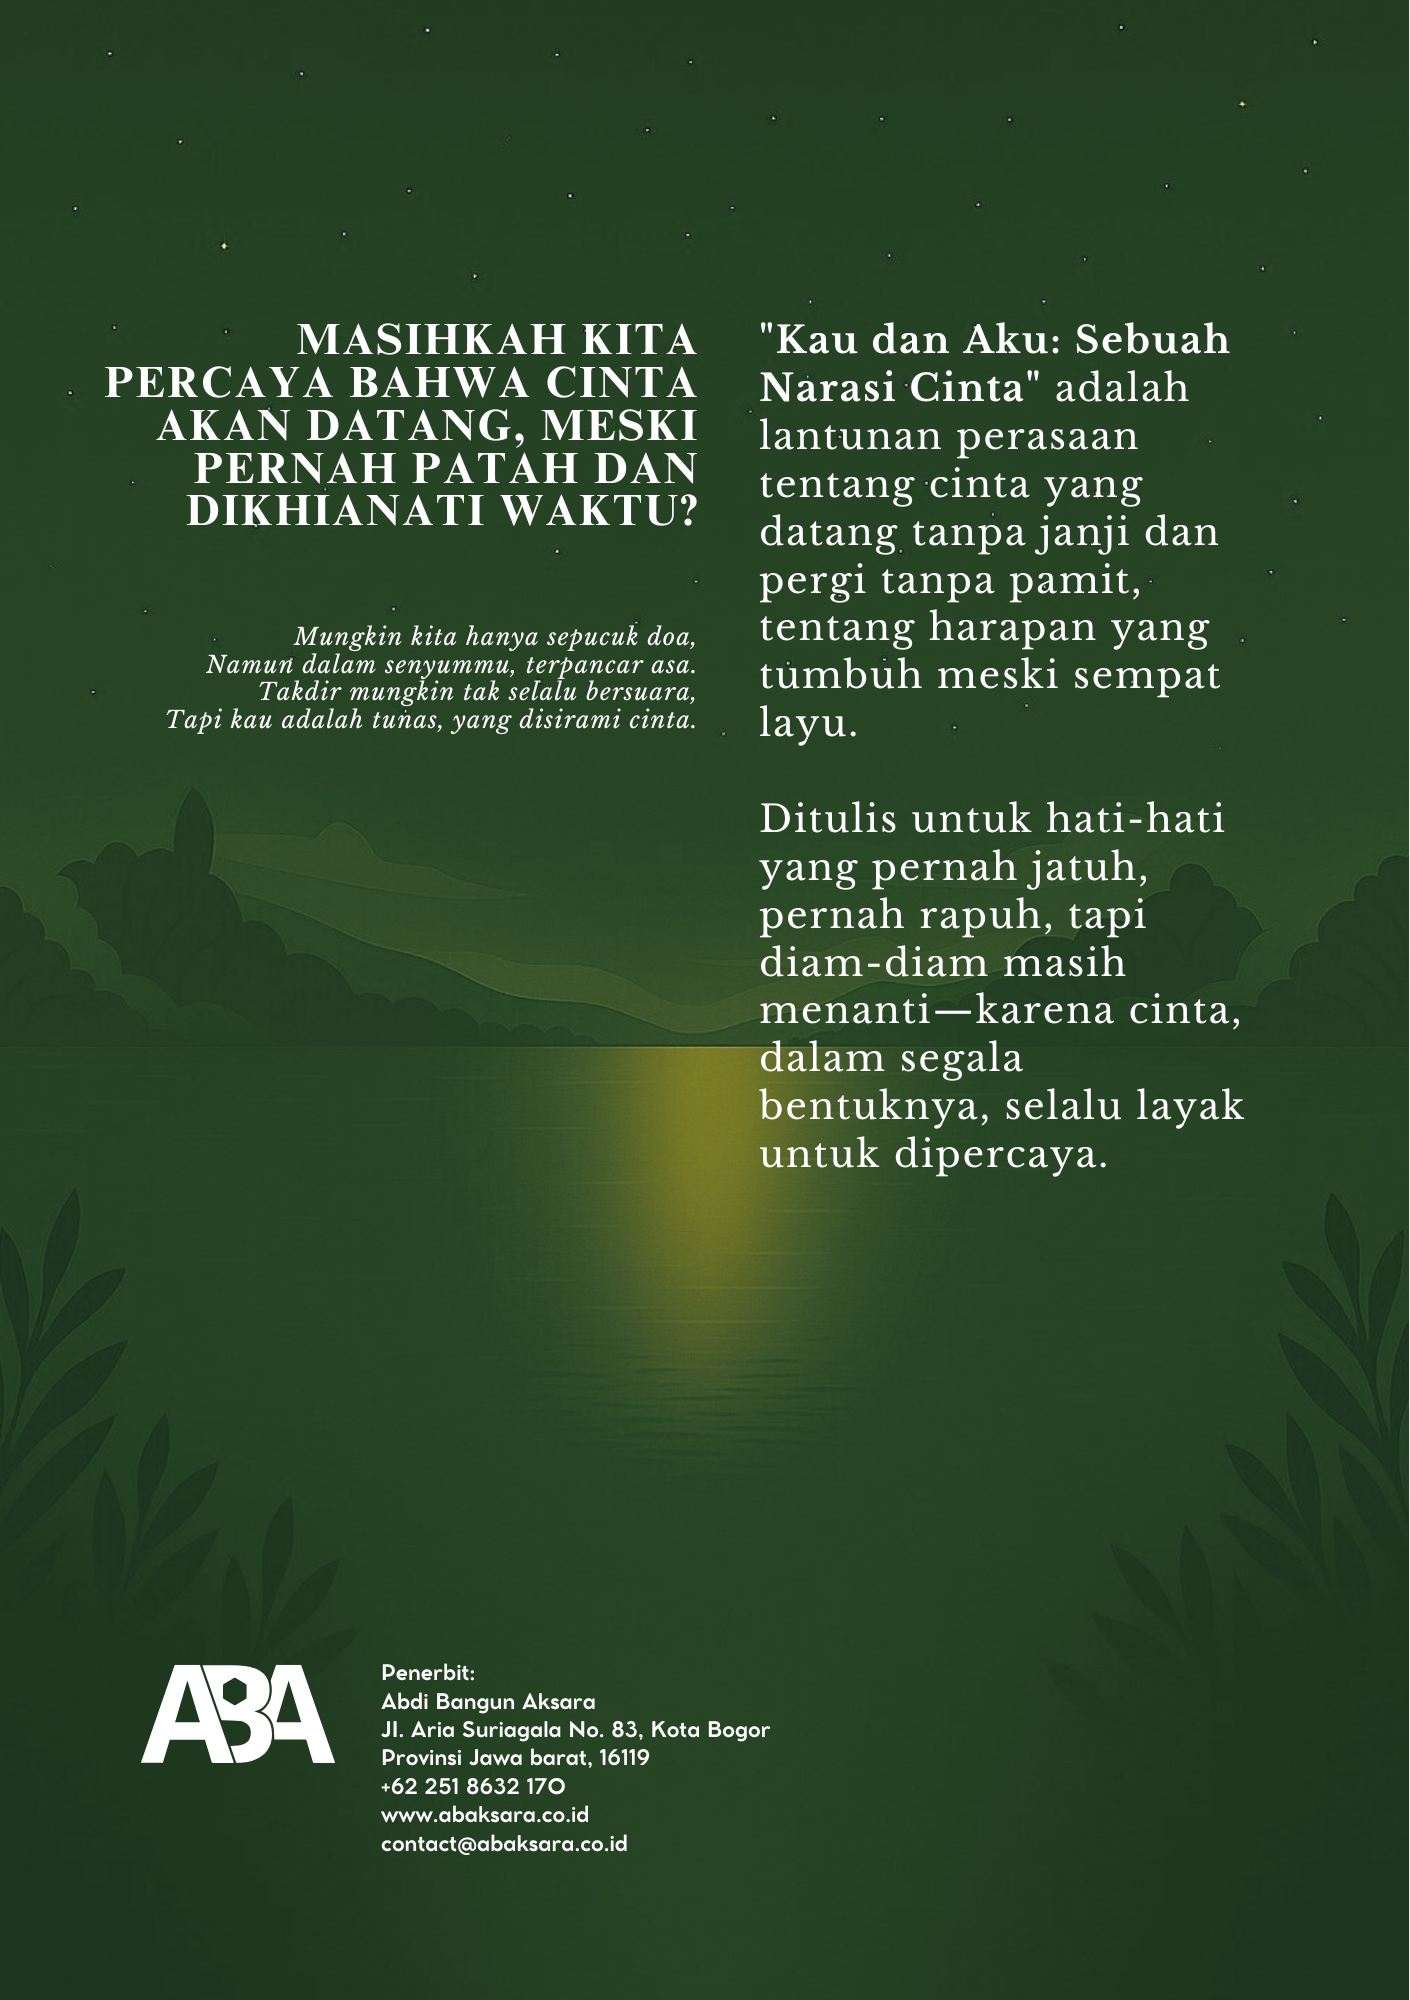 MASIHKAH KITA
PERCAYA BAHWA CINTA
AKAN DATANG, MESKI
PERNAH PATAH DAN
DIKHIANATI WAKTU?
Mungkin kita hanya sepucuk doa,
Namun dalam senyummu, terpancar asa.
Takdir mungkin tak selalu bersuara,
Tapi kau adalah tunas, yang disirami cinta.
"Kau dan Aku: Sebuah
Narasi Cinta" adalah
lantunan perasaan
tentang cinta yang
datang tanpa janji dan
pergi tanpa pamit,
tentang harapan yang
tumbuh meski sempat
layu.
Ditulis untuk hati-hati
yang pernah jatuh,
pernah rapuh, tapi
diam-diam masih
menanti—karena cinta,
dalam segala
bentuknya, selalu layak
untuk dipercaya.
ABA
Penerbit:
Abdi Bangun Aksara
Jl. Aria Suriagala No. 83, Kota Bogor
Provinsi Jawa barat, 16119
+62 251 8632 170
www.abaksara.co.id
contact@abaksara.co.id